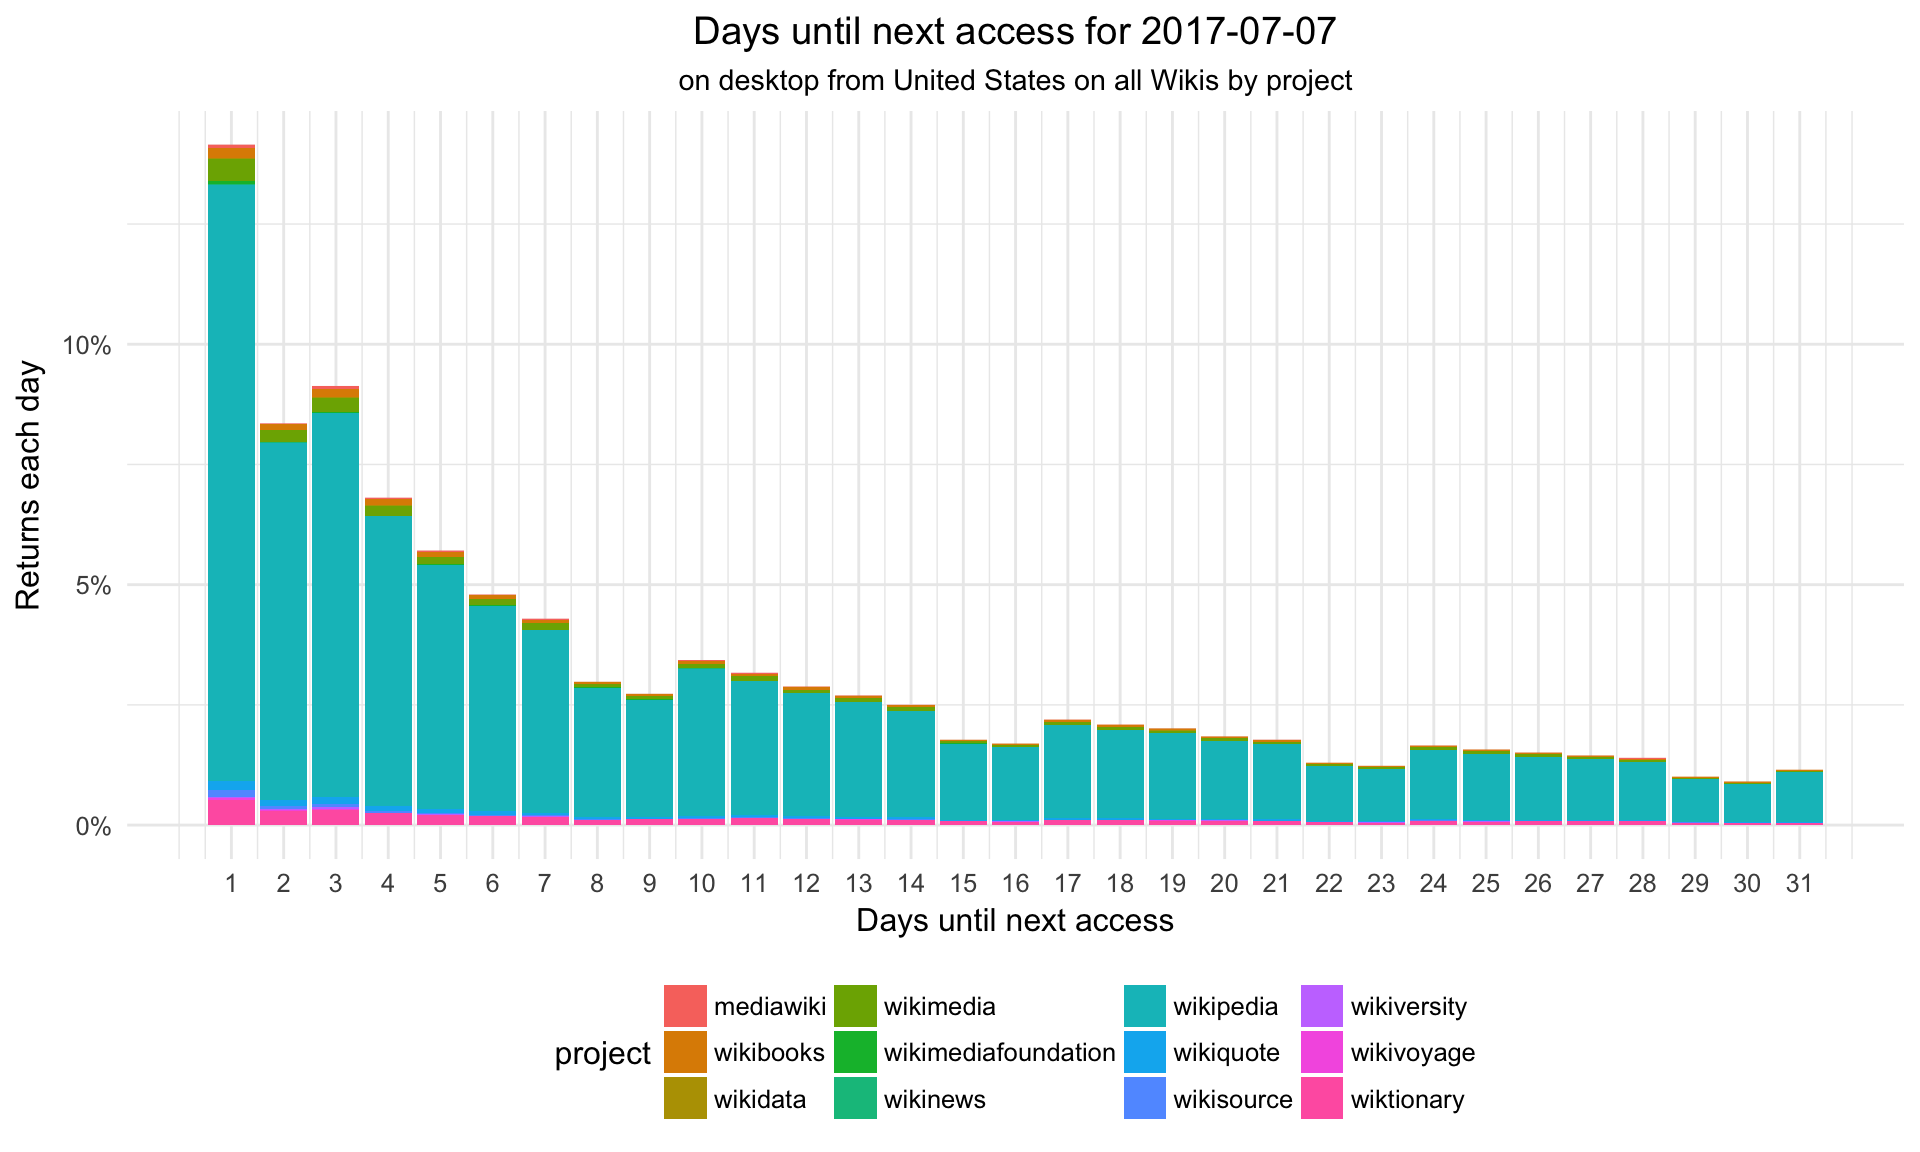 Days until next access for 2017-07-07
on desktop from United States on all Wikis by project
Returns each day
10%
5%
0%
1 2 3 4 5 6 7 8 9 10 11 12 13 14 15 16 17 18 19 20 21 22 23 24 25 26 27 28 29 30 31
Days until next access
project
mediawiki wikimedia wikipedia wikiversity
wikibooks wikimediafoundation wikiquote wikivoyage
wikidata wikinews wikisource wiktionary